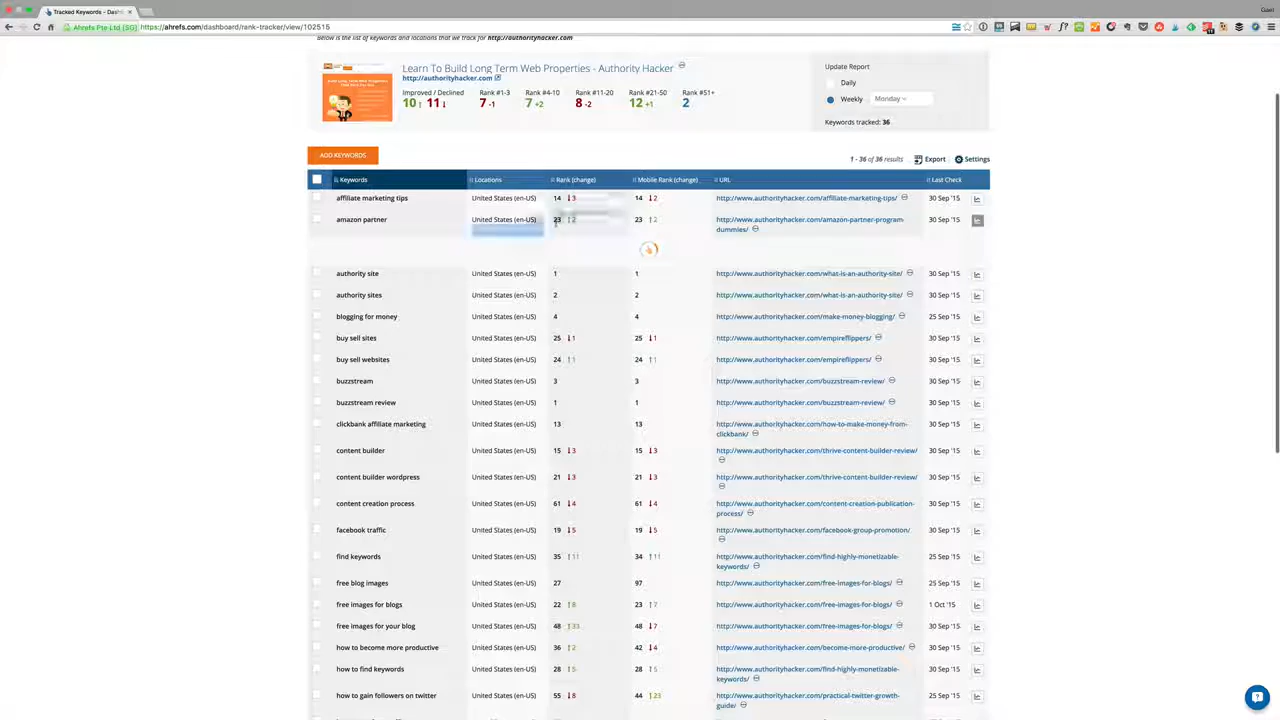 Tracked Keywords - Dashb
Gael
Ahrefs Pte Ltd [SG] https://ahrefs.com/dashboard/rank-tracker/view/102515
Below is the list of keywords and locations that we track for http://authorityhacker.com
Learn To Build Long Term Web Properties - Authority Hacker
http://authorityhacker.com
Improved / Declined Rank #1-3 Rank #4-10 Rank #11-20 Rank #21-50 Rank #51+
10↑ 11↓ 7 -1 7 +2 8 -2 12 +1 2
Update Report
Daily
Weekly Monday
Keywords tracked: 36
ADD KEYWORDS
1 - 36 of 36 results Export Settings
Keywords Locations Rank (change) Mobile Rank (change) URL Last Check
affiliate marketing tips United States (en-US) 14 ↓3 14 ↓2 http://www.authorityhacker.com/affiliate-marketing-tips/ 30 Sep '15
amazon partner United States (en-US) 23 ↑2 23 ↑2 http://www.authorityhacker.com/amazon-partner-program- 30 Sep '15
dummies/
authority site United States (en-US) 1 1 http://www.authorityhacker.com/what-is-an-authority-site/ 30 Sep '15
authority sites United States (en-US) 2 2 http://www.authorityhacker.com/what-is-an-authority-site/ 30 Sep '15
blogging for money United States (en-US) 4 4 http://www.authorityhacker.com/make-money-blogging/ 25 Sep '15
buy sell sites United States (en-US) 25 ↓1 25 ↓1 http://www.authorityhacker.com/empireflippers/ 30 Sep '15
buy sell websites United States (en-US) 24 ↑1 24 ↑1 http://www.authorityhacker.com/empireflippers/ 30 Sep '15
buzzstream United States (en-US) 3 3 http://www.authorityhacker.com/buzzstream-review/ 30 Sep '15
buzzstream review United States (en-US) 1 1 http://www.authorityhacker.com/buzzstream-review/ 30 Sep '15
clickbank affiliate marketing United States (en-US) 13 13 http://www.authorityhacker.com/how-to-make-money-from- 30 Sep '15
clickbank/
content builder United States (en-US) 15 ↓3 15 ↓3 http://www.authorityhacker.com/thrive-content-builder-review/ 30 Sep '15
content builder wordpress United States (en-US) 21 ↓3 21 ↓3 http://www.authorityhacker.com/thrive-content-builder-review/ 30 Sep '15
content creation process United States (en-US) 61 ↓4 61 ↓4 http://www.authorityhacker.com/content-creation-publication- 30 Sep '15
process/
facebook traffic United States (en-US) 19 ↓5 19 ↓5 http://www.authorityhacker.com/facebook-group-promotion/ 30 Sep '15
find keywords United States (en-US) 35 ↑11 34 ↑11 http://www.authorityhacker.com/find-highly-monetizable- 25 Sep '15
keywords/
free blog images United States (en-US) 27 97 http://www.authorityhacker.com/free-images-for-blogs/ 25 Sep '15
free images for blogs United States (en-US) 22 ↑8 23 ↑7 http://www.authorityhacker.com/free-images-for-blogs/ 1 Oct '15
free images for your blog United States (en-US) 48 ↑33 48 ↓7 http://www.authorityhacker.com/free-images-for-blogs/ 30 Sep '15
how to become more productive United States (en-US) 36 ↑2 42 ↓4 http://www.authorityhacker.com/become-more-productive/ 30 Sep '15
how to find keywords United States (en-US) 28 ↑5 28 ↑5 http://www.authorityhacker.com/find-highly-monetizable- 30 Sep '15
keywords/
how to gain followers on twitter United States (en-US) 55 ↓8 44 ↑23 http://www.authorityhacker.com/practical-twitter-growth- 25 Sep '15
guide/